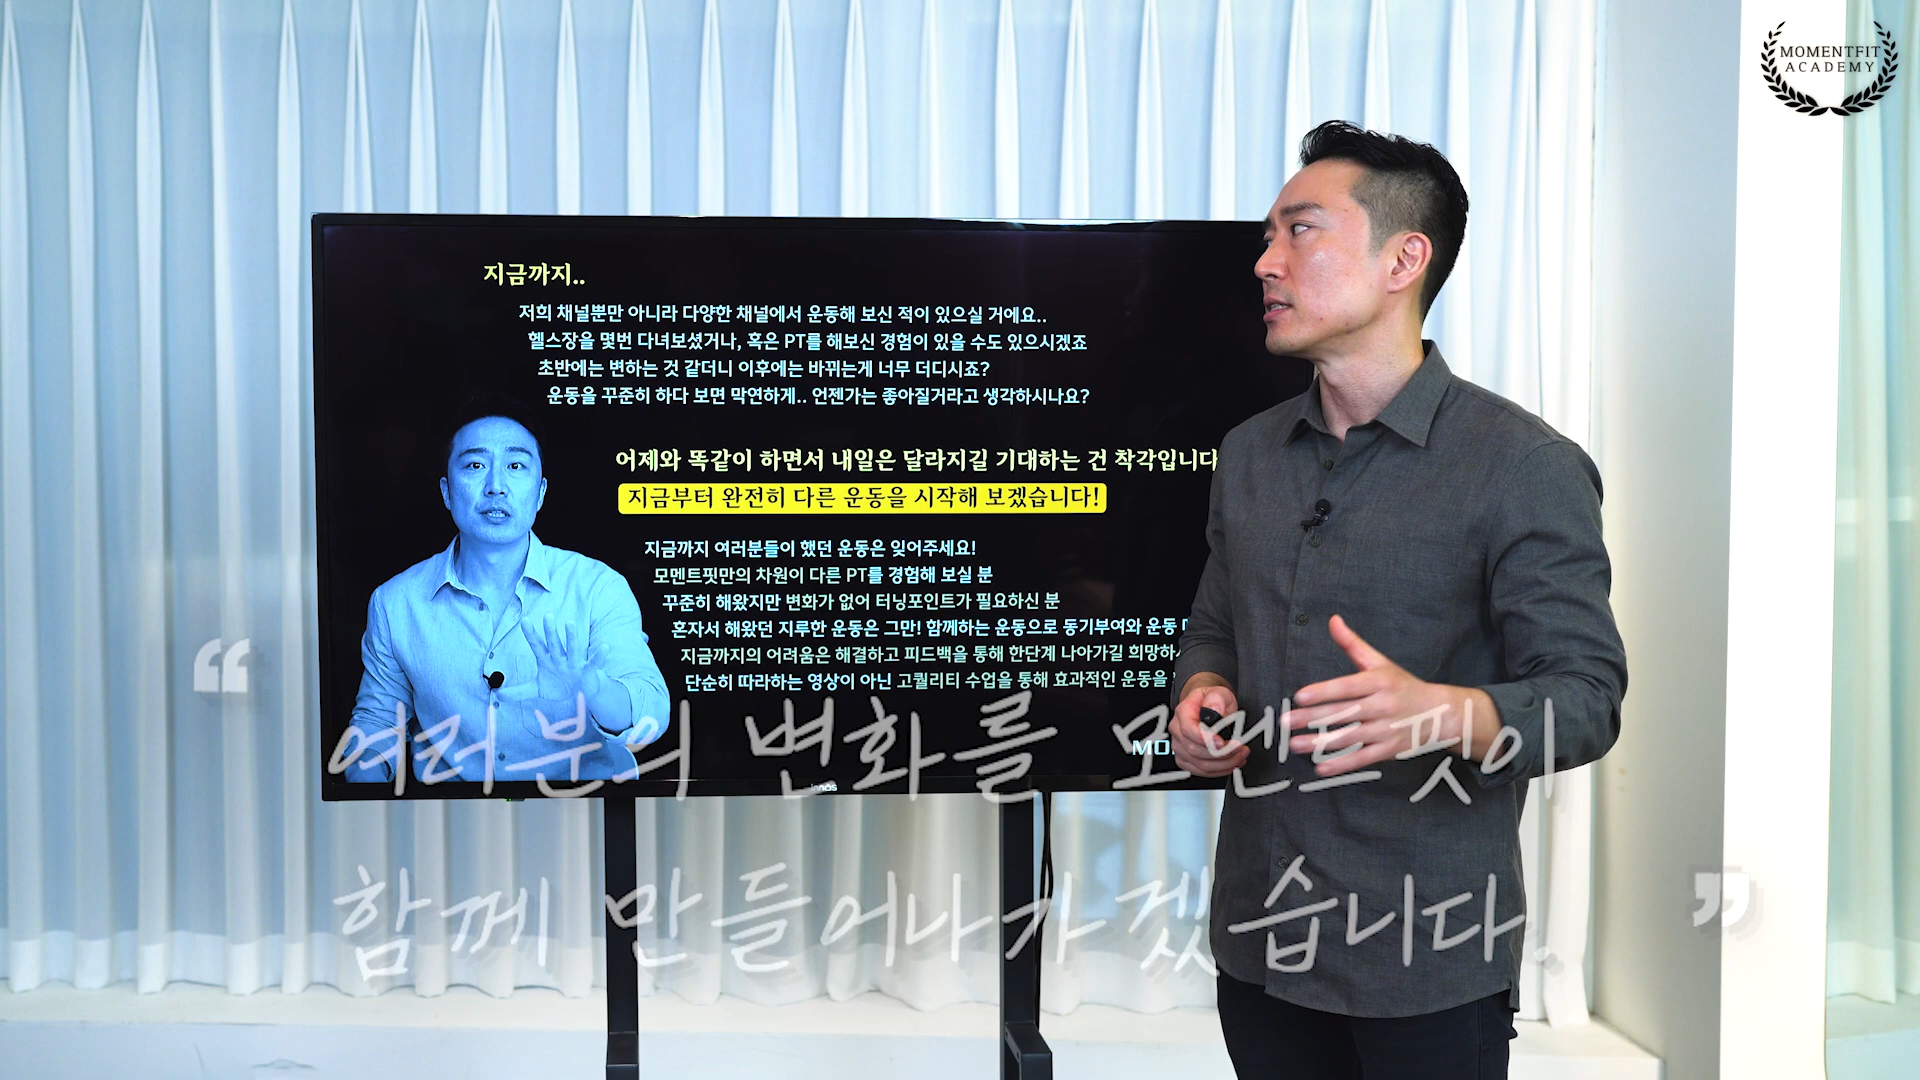 MOMENTFIT
ACADEMY
지금까지..
저희 채널뿐만 아니라 다양한 채널에서 운동해 보신 적이 있으실 거에요..
헬스장을 몇번 다녀보셨거나, 혹은 PT를 해보신 경험이 있을 수도 있으시겠죠
초반에는 변하는 것 같더니 이후에는 바뀌는게 너무 더디시죠?
운동을 꾸준히 하다 보면 막연하게.. 언젠가는 좋아질거라고 생각하시나요?
어제와 똑같이 하면서 내일은 달라지길 기대하는 건 착각입니다
지금부터 완전히 다른 운동을 시작해 보겠습니다!
지금까지 여러분들이 했던 운동은 잊어주세요!
모멘트핏만의 차원이 다른 PT를 경험해 보실 분
꾸준히 해왔지만 변화가 없어 터닝포인트가 필요하신 분
혼자서 해왔던 지루한 운동은 그만! 함께하는 운동으로 동기부여와 운동
지금까지의 어려움은 해결하고 피드백을 통해 한단계 나아가길
단순히 따라하는 영상이 아닌 고퀄리티 수업을 통해 효과적인 운동을
MO
innos
“여러분의 변화를 모멘트핏이
함께 만들어나가겠습니다.”